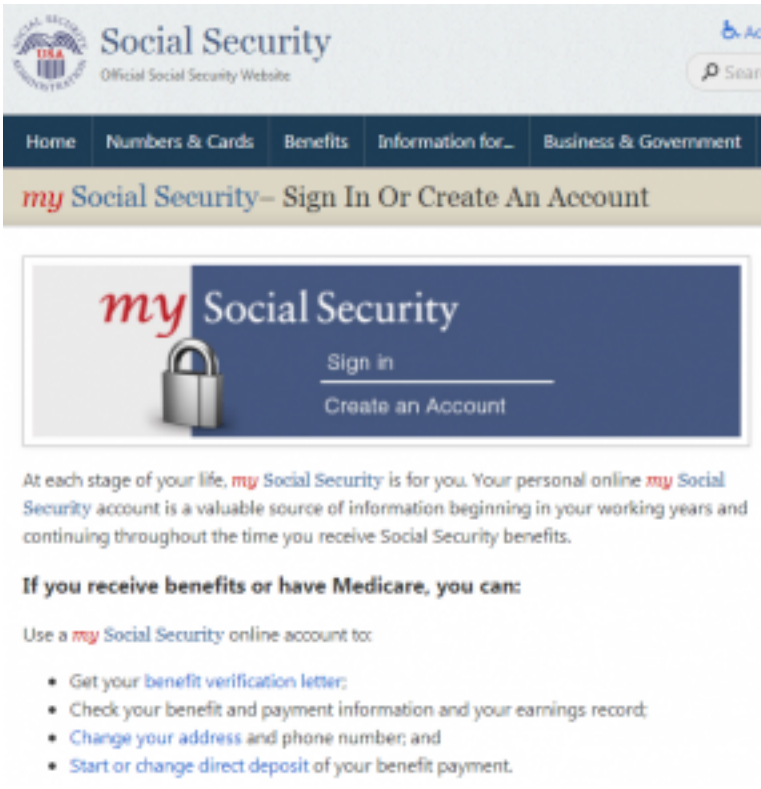 SOCIAL SECURITY ADMINISTRATION
USA
Social Security
Official Social Security Website
Home Numbers & Cards Benefits Information for... Business & Government
my Social Security– Sign In Or Create An Account
my Social Security
Sign in
Create an Account
At each stage of your life, my Social Security is for you. Your personal online my Social
Security account is a valuable source of information beginning in your working years and
continuing throughout the time you receive Social Security benefits.
If you receive benefits or have Medicare, you can:
Use a my Social Security online account to:
• Get your benefit verification letter;
• Check your benefit and payment information and your earnings record;
• Change your address and phone number; and
• Start or change direct deposit of your benefit payment.